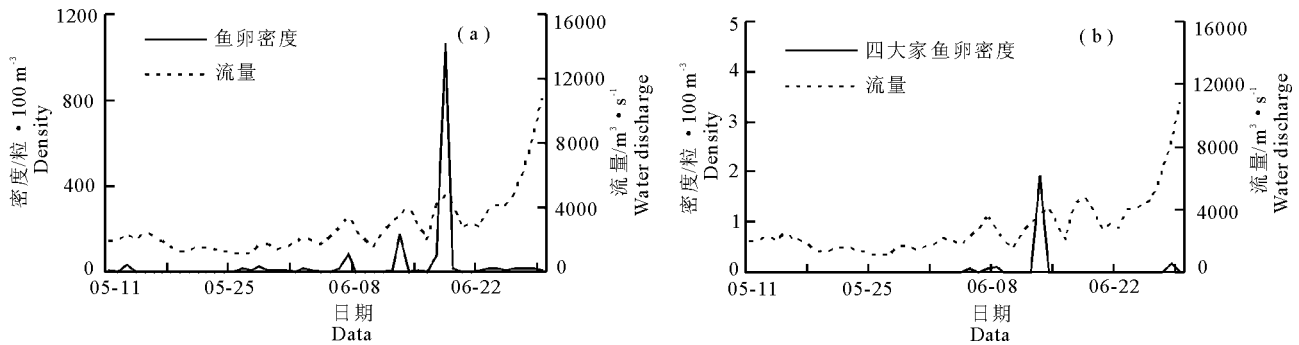 1200
800
400
0
密度/粒·100 m⁻³
Density
鱼卵密度
流量
(a)
16000
12000
8000
4000
0
流量/m³·s⁻¹
Water discharge
05-11
05-25
06-08
06-22
日期
Data
5
4
3
2
1
0
密度/粒·100 m⁻³
Density
四大家鱼卵密度
流量
(b)
16000
12000
8000
4000
0
流量/m³·s⁻¹
Water discharge
05-11
05-25
06-08
06-22
日期
Data